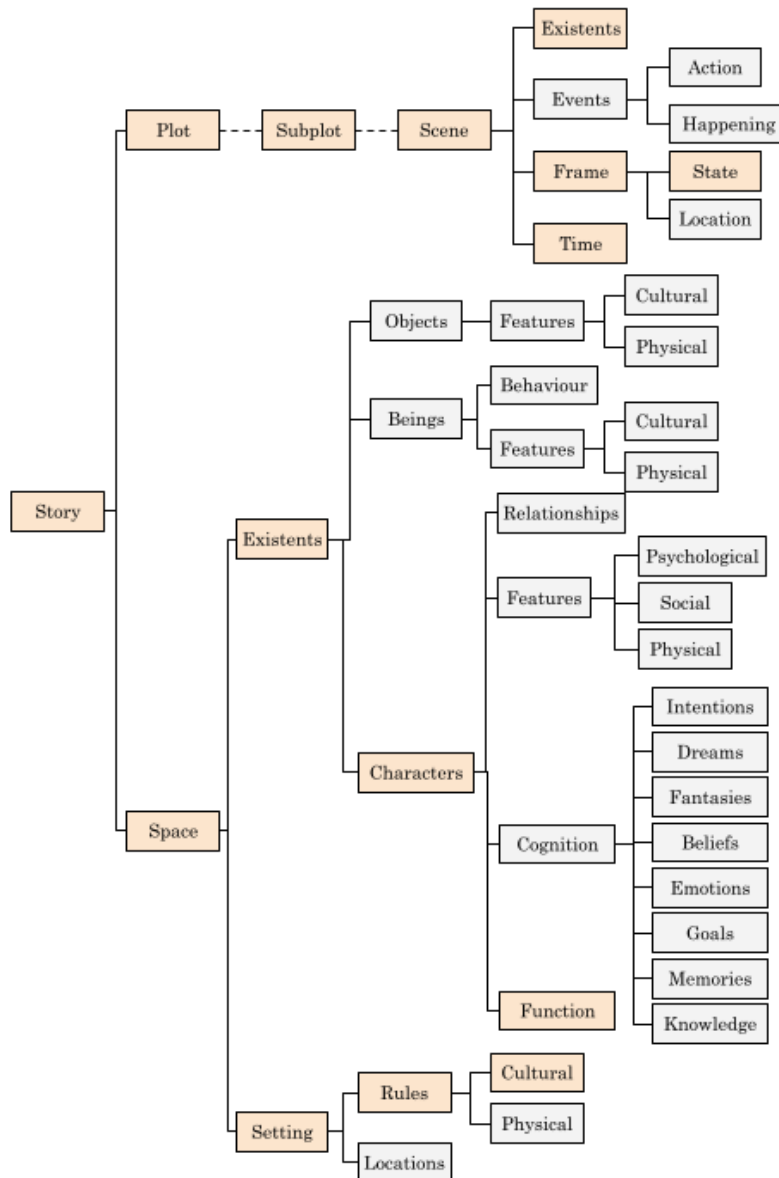 Existents
Action
Events
Happening
Plot
Subplot
Scene
Frame
State
Location
Time
Cultural
Objects
Features
Physical
Behaviour
Beings
Cultural
Features
Physical
Story
Relationships
Existents
Psychological
Features
Social
Physical
Intentions
Dreams
Characters
Fantasies
Space
Cognition
Beliefs
Emotions
Goals
Memories
Function
Knowledge
Cultural
Rules
Physical
Setting
Locations